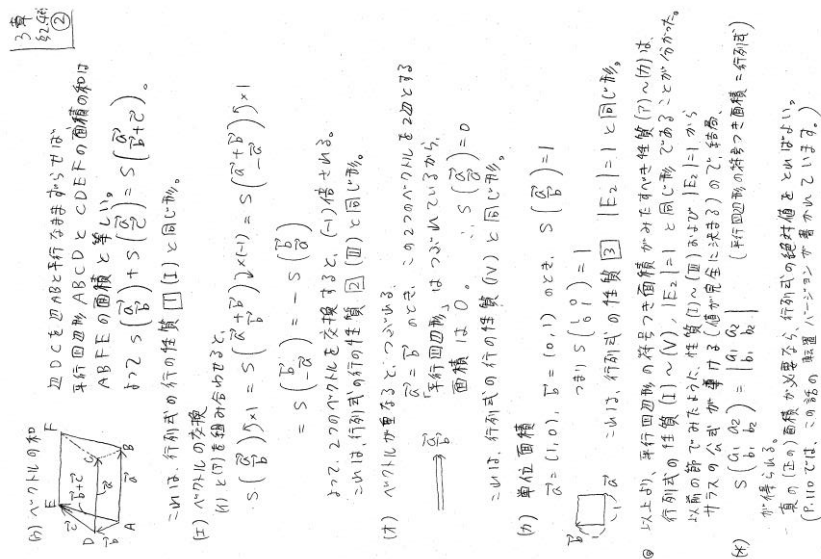 3章
§2.4節
②
(ウ) ベクトルの和
F
E
C
D
B
A
辺DCを辺ABと平行なままずらせば
平行四辺形 ABCD と CDEF の面積の和は
ABFE の面積と等しい。
よって S(a⃗ b⃗) + S(a⃗ c⃗) = S(a⃗ b⃗+c⃗)。
これは、行列式の行の性質 1 (I) と同じ形。
(エ) ベクトルの交換
(イ) と (ウ) を組み合わせると、
S(a⃗ b⃗) ×1 = S(a⃗+b⃗ b⃗) ×(-1) = S(a⃗+b⃗ -a⃗) ×1
= S(b⃗ -a⃗) = -S(b⃗ a⃗)
よって、2つのベクトルを交換すると、(-1)倍される。
これは、行列式の行の性質 2 (III) と同じ形。
(オ) ベクトルが重なると、つぶれる
a⃗ = b⃗ のとき、この2つのベクトルを2辺とする
「平行四辺形」はつぶれているから、
面積は 0。 ∴ S(a⃗ a⃗) = 0
これは、行列式の行の性質 (IV) と同じ形。
(カ) 単位面積
a⃗ = (1,0), b⃗ = (0,1) のとき、 S(a⃗ b⃗) = 1
つまり S(1 0 0 1) = 1
これは、行列式の性質 3 |E₂| = 1 と同じ形。
◎ 以上より、平行四辺形の符号つき面積がみたすべき性質 (ア)〜(カ) は、
行列式の性質 (I)〜(V), |E₂|=1 と同じ形であることが分かった。
以前の節でみたように、性質 (I)〜(III) および |E₂|=1 から
サラスの公式が導ける (値が完全に決まる) ので、結局、
(*) S(a₁ a₂ b₁ b₂) = |a₁ a₂ b₁ b₂| (平行四辺形の符号つき面積 = 行列式)
が得られる。
真の (正の) 面積が必要なら、行列式の絶対値をとればよい。
(P.110では、この話の転置バージョンが書かれています。)